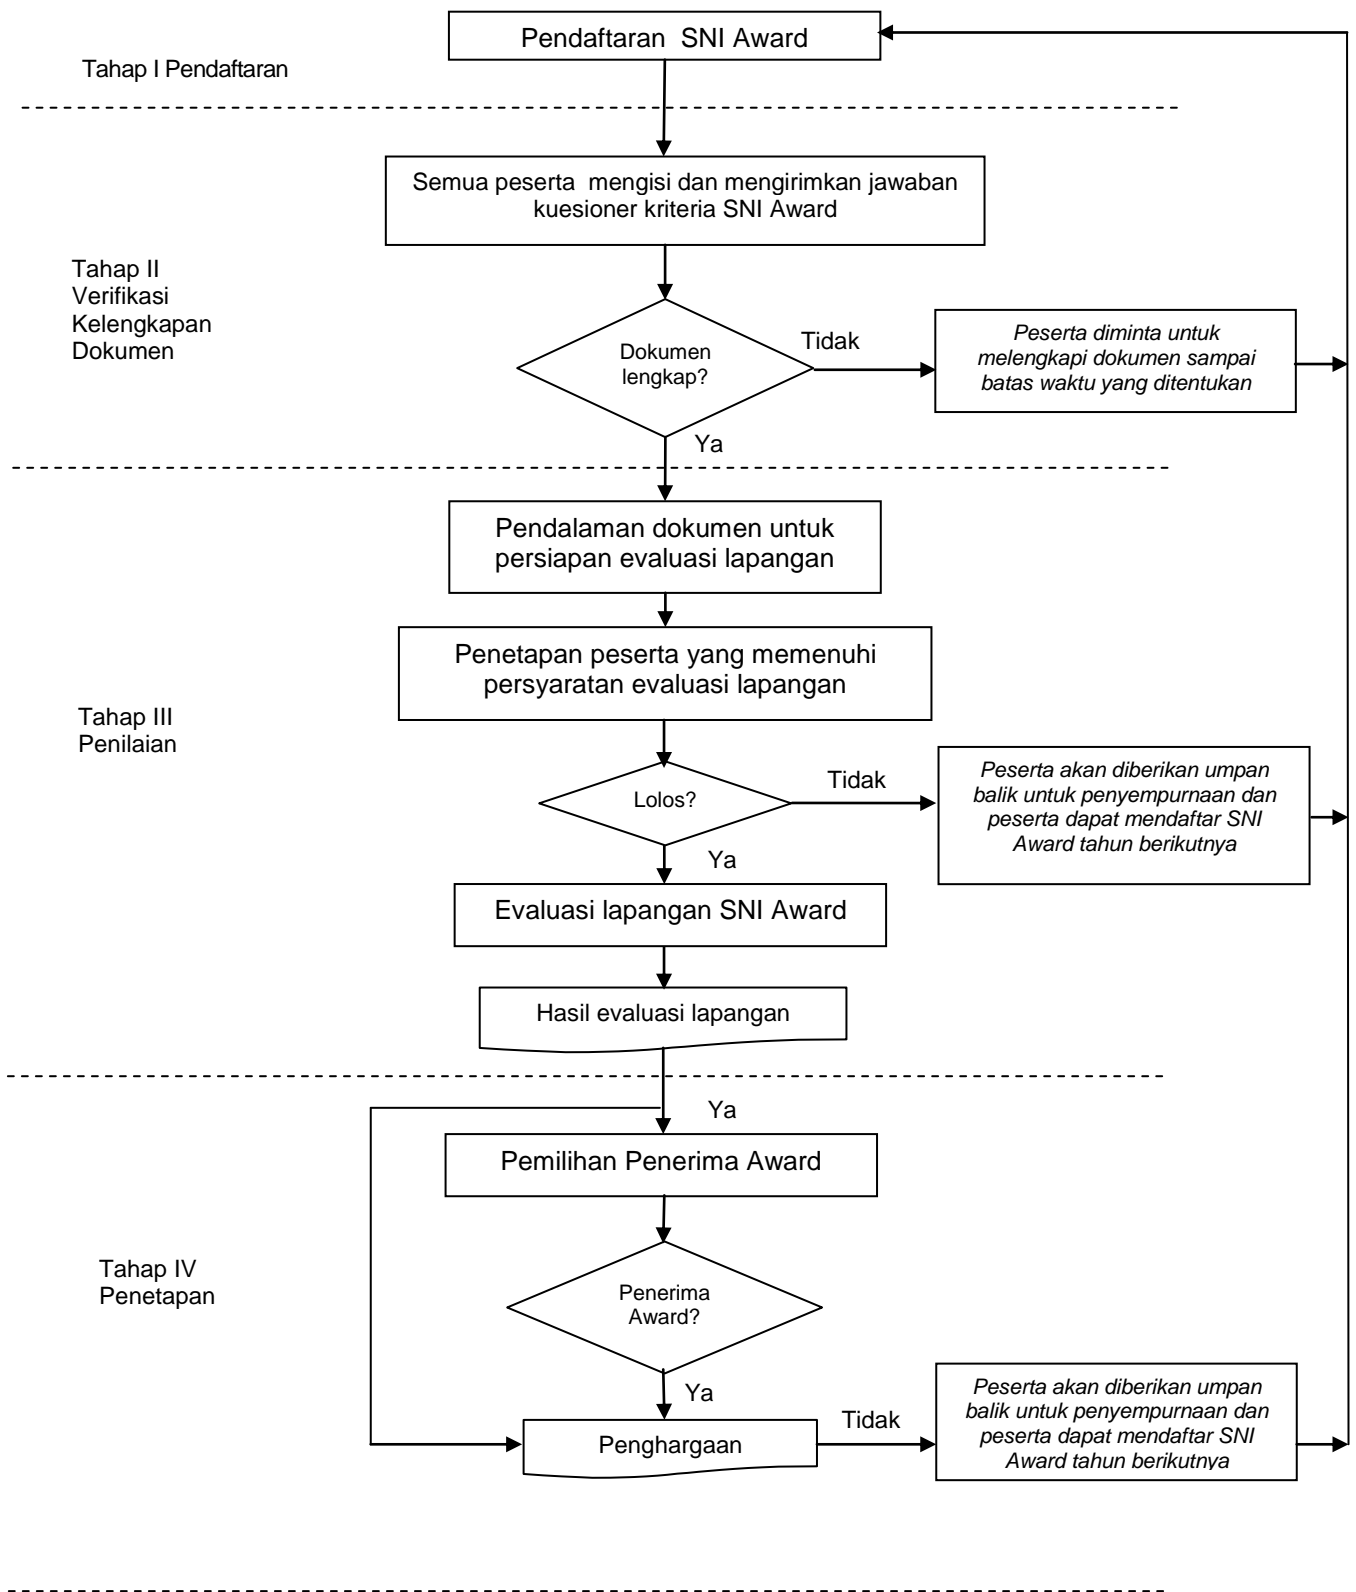 Pendaftaran SNI Award
Tahap I Pendaftaran
Semua peserta mengisi dan mengirimkan jawaban
kuesioner kriteria SNI Award
Tahap II
Verifikasi
Kelengkapan
Dokumen
Dokumen
lengkap?
Tidak
Peserta diminta untuk
melengkapi dokumen sampai
batas waktu yang ditentukan
Ya
Pendalaman dokumen untuk
persiapan evaluasi lapangan
Penetapan peserta yang memenuhi
persyaratan evaluasi lapangan
Tahap III
Penilaian
Lolos?
Tidak
Peserta akan diberikan umpan
balik untuk penyempurnaan dan
peserta dapat mendaftar SNI
Award tahun berikutnya
Ya
Evaluasi lapangan SNI Award
Hasil evaluasi lapangan
Ya
Pemilihan Penerima Award
Tahap IV
Penetapan
Penerima
Award?
Ya
Penghargaan
Tidak
Peserta akan diberikan umpan
balik untuk penyempurnaan dan
peserta dapat mendaftar SNI
Award tahun berikutnya